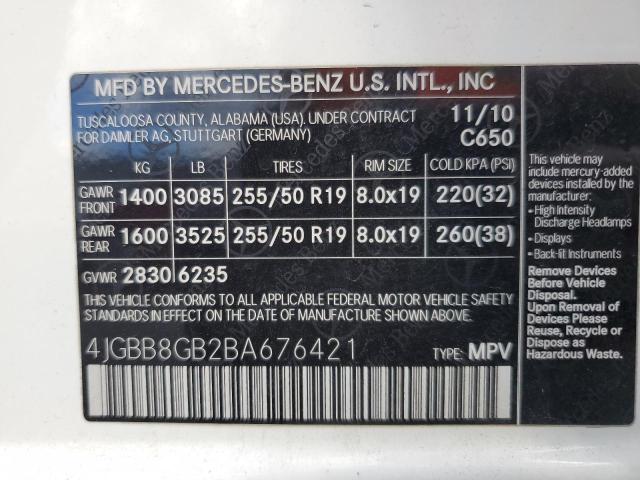 MFD BY MERCEDES-BENZ U.S. INTL., INC
TUSCALOOSA COUNTY, ALABAMA (USA). UNDER CONTRACT
FOR DAIMLER AG, STUTTGART (GERMANY)
11/10
C650
KG LB TIRES RIM SIZE COLD KPA (PSI)
GAWR FRONT 1400 3085 255/50 R19 8.0x19 220(32)
GAWR REAR 1600 3525 255/50 R19 8.0x19 260(38)
GVWR 2830 6235
THIS VEHICLE CONFORMS TO ALL APPLICABLE FEDERAL MOTOR VEHICLE SAFETY
STANDARDS IN EFFECT ON THE DATE OF MANUFACTURE SHOWN ABOVE.
4JGBB8GB2BA676421 TYPE: MPV
This vehicle may
include mercury-added
devices installed by the
manufacturer:
• High Intensity
Discharge Headlamps
• Displays
• Back-lit Instruments
Remove Devices
Before Vehicle
Disposal.
Upon Removal of
Devices Please
Reuse, Recycle or
Dispose as
Hazardous Waste.